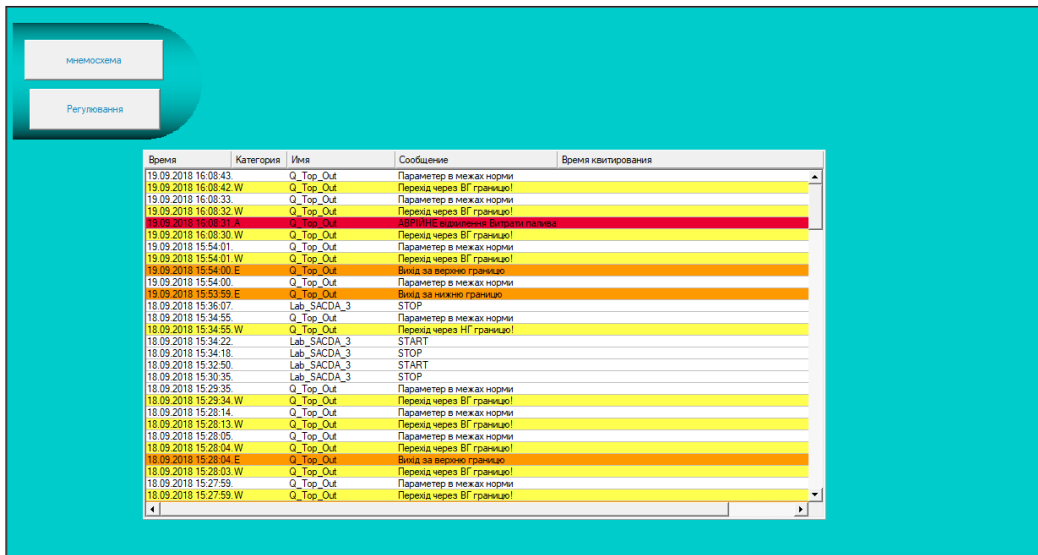 мнемосхема
Регулювання
Время Категория Имя Сообщение Время квитирования
19.09.2018 16:08:43. Q_Top_Out Параметер в межах норми
19.09.2018 16:08:42. W Q_Top_Out Перехід через ВГ границю!
19.09.2018 16:08:33. Q_Top_Out Параметер в межах норми
19.09.2018 16:08:32. W Q_Top_Out Перехід через ВГ границю!
19.09.2018 16:08:31. A Q_Top_Out АВРІЙНЕ відхилення Витрати палива
19.09.2018 16:08:30. W Q_Top_Out Перехід через ВГ границю!
19.09.2018 15:54:01. Q_Top_Out Параметер в межах норми
19.09.2018 15:54:01. W Q_Top_Out Перехід через ВГ границю!
19.09.2018 15:54:00. E Q_Top_Out Вихід за верхню границю
19.09.2018 15:54:00. Q_Top_Out Параметер в межах норми
19.09.2018 15:53:59. E Q_Top_Out Вихід за нижню границю
18.09.2018 15:36:07. Lab_SACDA_3 STOP
18.09.2018 15:34:55. Q_Top_Out Параметер в межах норми
18.09.2018 15:34:55. W Q_Top_Out Перехід через НГ границю!
18.09.2018 15:34:22. Lab_SACDA_3 START
18.09.2018 15:34:18. Lab_SACDA_3 STOP
18.09.2018 15:32:50. Lab_SACDA_3 START
18.09.2018 15:30:35. Lab_SACDA_3 STOP
18.09.2018 15:29:35. Q_Top_Out Параметер в межах норми
18.09.2018 15:29:34. W Q_Top_Out Перехід через ВГ границю!
18.09.2018 15:28:14. Q_Top_Out Параметер в межах норми
18.09.2018 15:28:13. W Q_Top_Out Перехід через ВГ границю!
18.09.2018 15:28:05. Q_Top_Out Параметер в межах норми
18.09.2018 15:28:04. W Q_Top_Out Перехід через ВГ границю!
18.09.2018 15:28:04. E Q_Top_Out Вихід за верхню границю
18.09.2018 15:28:03. W Q_Top_Out Перехід через ВГ границю!
18.09.2018 15:27:59. Q_Top_Out Параметер в межах норми
18.09.2018 15:27:59. W Q_Top_Out Перехід через ВГ границю!